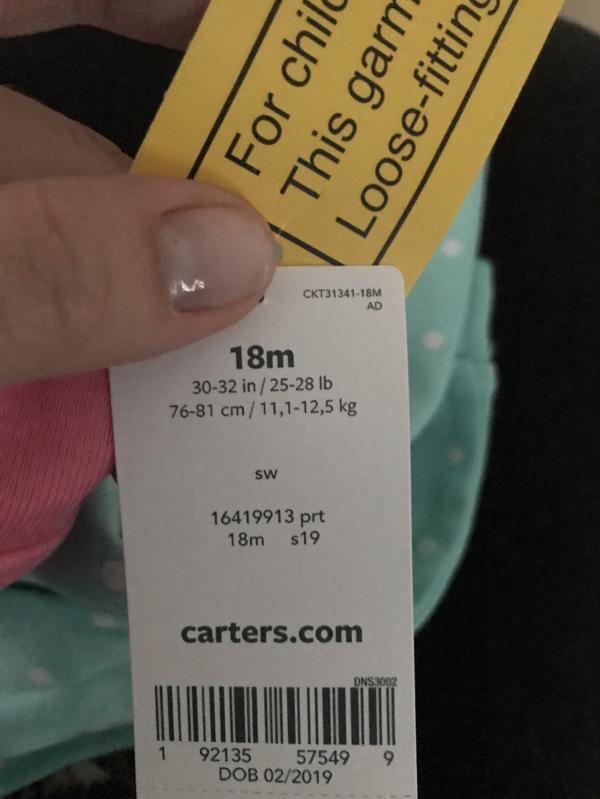 For
This garm
Loose-fitting
CKT31341-18M
AD
18m
30-32 in / 25-28 lb
76-81 cm / 11,1-12,5 kg
sw
16419913 prt
18m s19
carters.com
DNS3002
1 92135 57549 9
DOB 02/2019